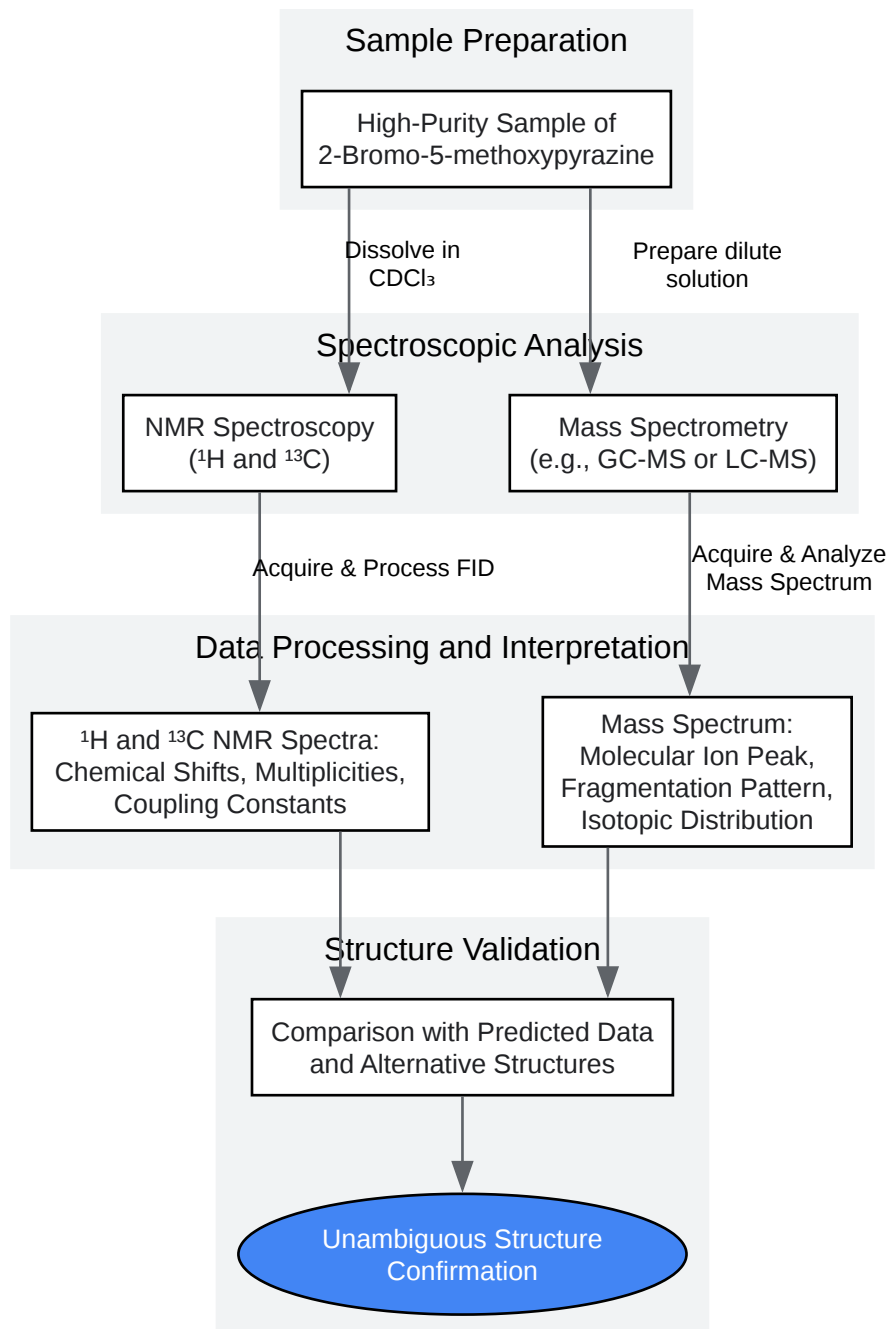 Sample Preparation
High-Purity Sample of
2-Bromo-5-methoxypyrazine
Dissolve in
CDCl₃
Prepare dilute
solution
Spectroscopic Analysis
NMR Spectroscopy
(¹H and ¹³C)
Mass Spectrometry
(e.g., GC-MS or LC-MS)
Acquire & Process FID
Acquire & Analyze
Mass Spectrum
Data Processing and Interpretation
¹H and ¹³C NMR Spectra:
Chemical Shifts, Multiplicities,
Coupling Constants
Mass Spectrum:
Molecular Ion Peak,
Fragmentation Pattern,
Isotopic Distribution
Structure Validation
Comparison with Predicted Data
and Alternative Structures
Unambiguous Structure
Confirmation